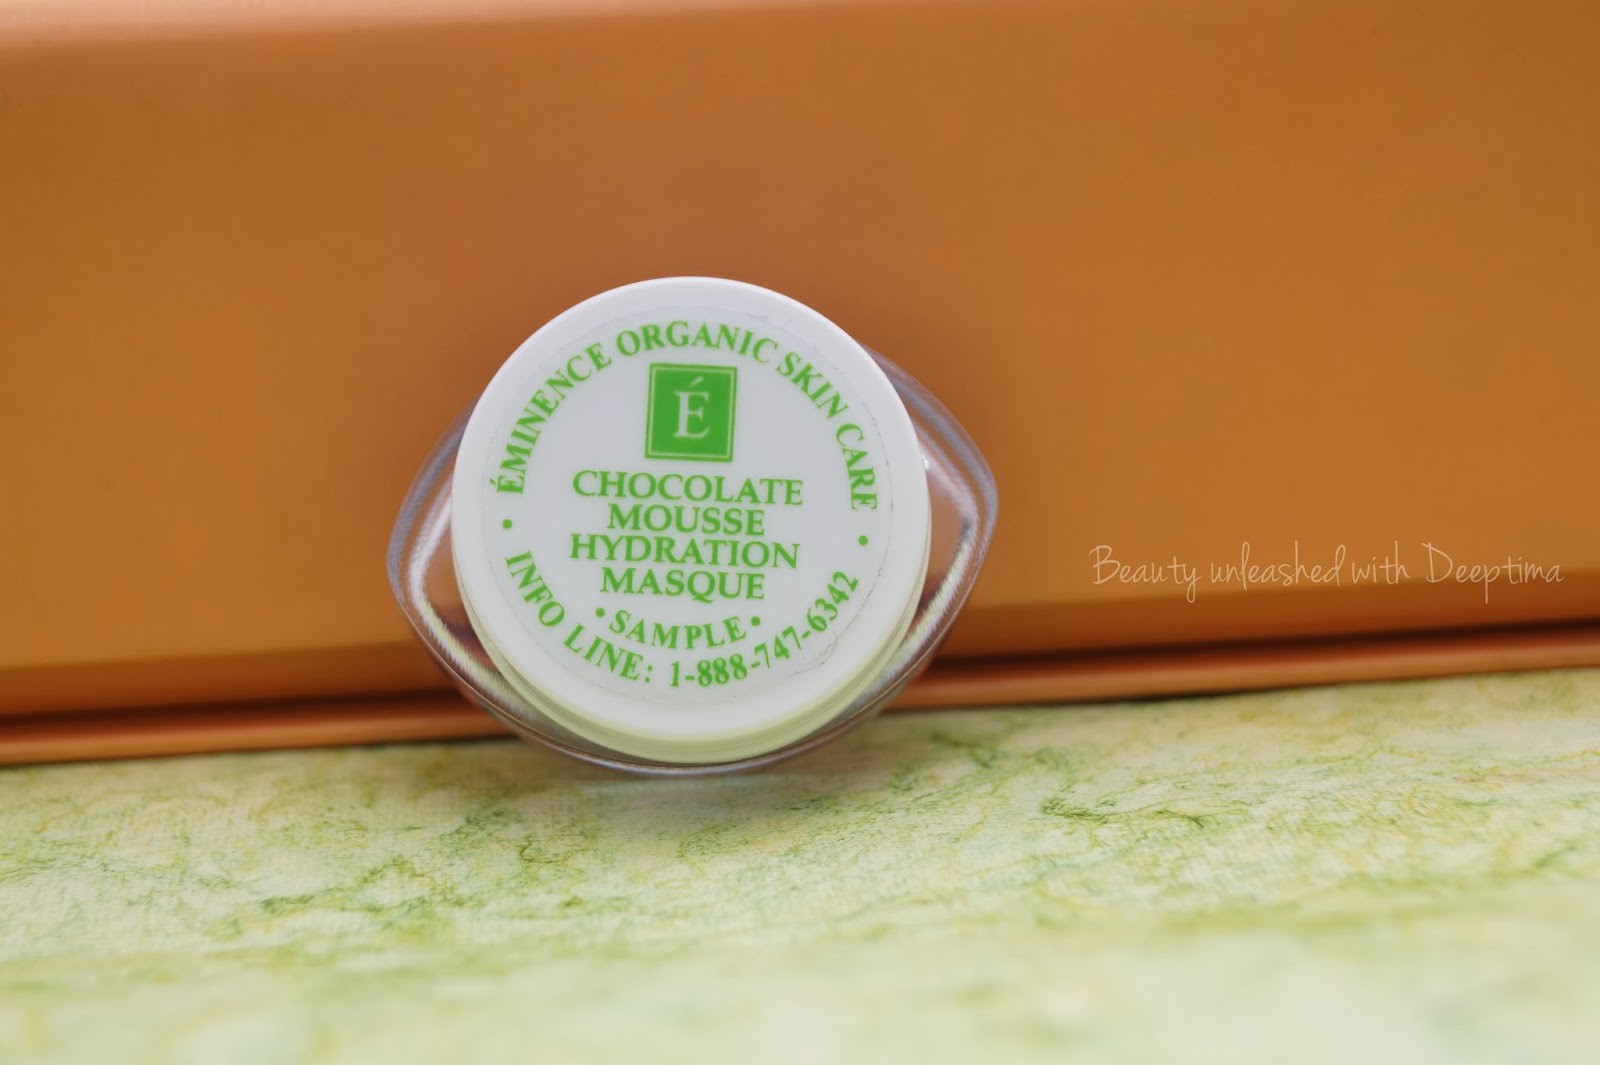 ÉMINENCE ORGANIC SKIN CARE
É
CHOCOLATE
MOUSSE
HYDRATION
MASQUE
• SAMPLE •
• INFO LINE: 1-888-747-6342 •
Beauty unleashed with Deeptima